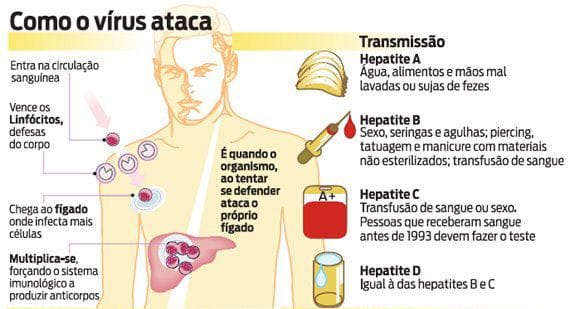 Como o vírus ataca
Entra na circulação
sanguínea
Vence os
Linfócitos,
defesas
do corpo
Chega ao fígado
onde infecta mais
células
Multiplica-se,
forçando o sistema
imunológico a
produzir anticorpos
É quando o
organismo,
ao tentar
se defender
ataca o
próprio
fígado
Transmissão
Hepatite A
Água, alimentos e mãos mal
lavadas ou sujas de fezes
Hepatite B
Sexo, seringas e agulhas; piercing,
tatuagem e manicure com materiais
não esterilizados; transfusão de sangue
A+
Hepatite C
Transfusão de sangue ou sexo.
Pessoas que receberam sangue
antes de 1993 devem fazer o teste
Hepatite D
Igual à das hepatites B e C